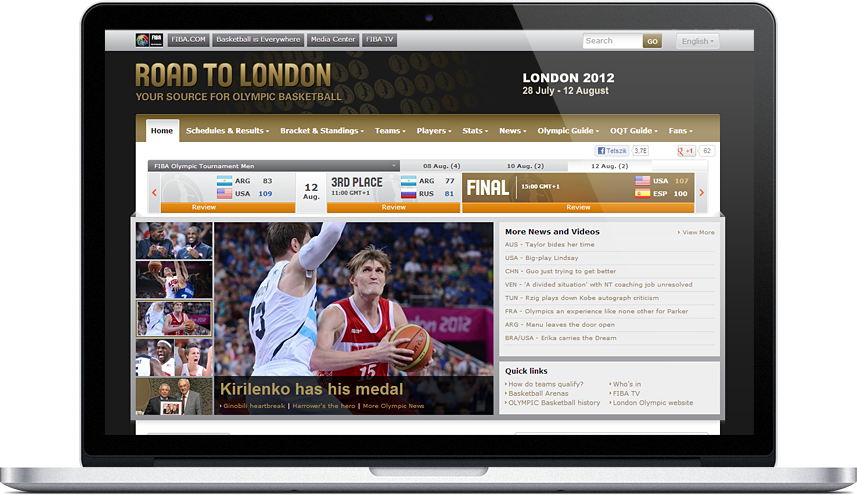 FIBA
FIBA.COM
Basketball is Everywhere
Media Center
FIBA TV
Search
GO
English
ROAD TO LONDON
YOUR SOURCE FOR OLYMPIC BASKETBALL
LONDON 2012
28 July - 12 August
Home
Schedules & Results
Bracket & Standings
Teams
Players
Stats
News
Olympic Guide
OQT Guide
Fans
Tetszik
3,7E
+1
62
FIBA Olympic Tournament Men
08 Aug. (4)
10 Aug. (2)
12 Aug. (2)
ARG 83
USA 109
Review
12
Aug.
3RD PLACE
11:00 GMT+1
ARG 77
RUS 81
Review
FINAL
15:00 GMT+1
USA 107
ESP 100
Review
13
15
london 2012
Kirilenko has his medal
Ginobili heartbreak | Harrower's the hero | More Olympic News
More News and Videos
View More
AUS - Taylor bides her time
USA - Big-play Lindsay
CHN - Guo just trying to get better
VEN - 'A divided situation' with NT coaching job unresolved
TUN - Rzig plays down Kobe autograph criticism
FRA - Olympics an experience like none other for Parker
ARG - Manu leaves the door open
BRA/USA - Erika carries the Dream
Quick links
How do teams qualify?
Who's in
Basketball Arenas
FIBA TV
OLYMPIC Basketball history
London Olympic website